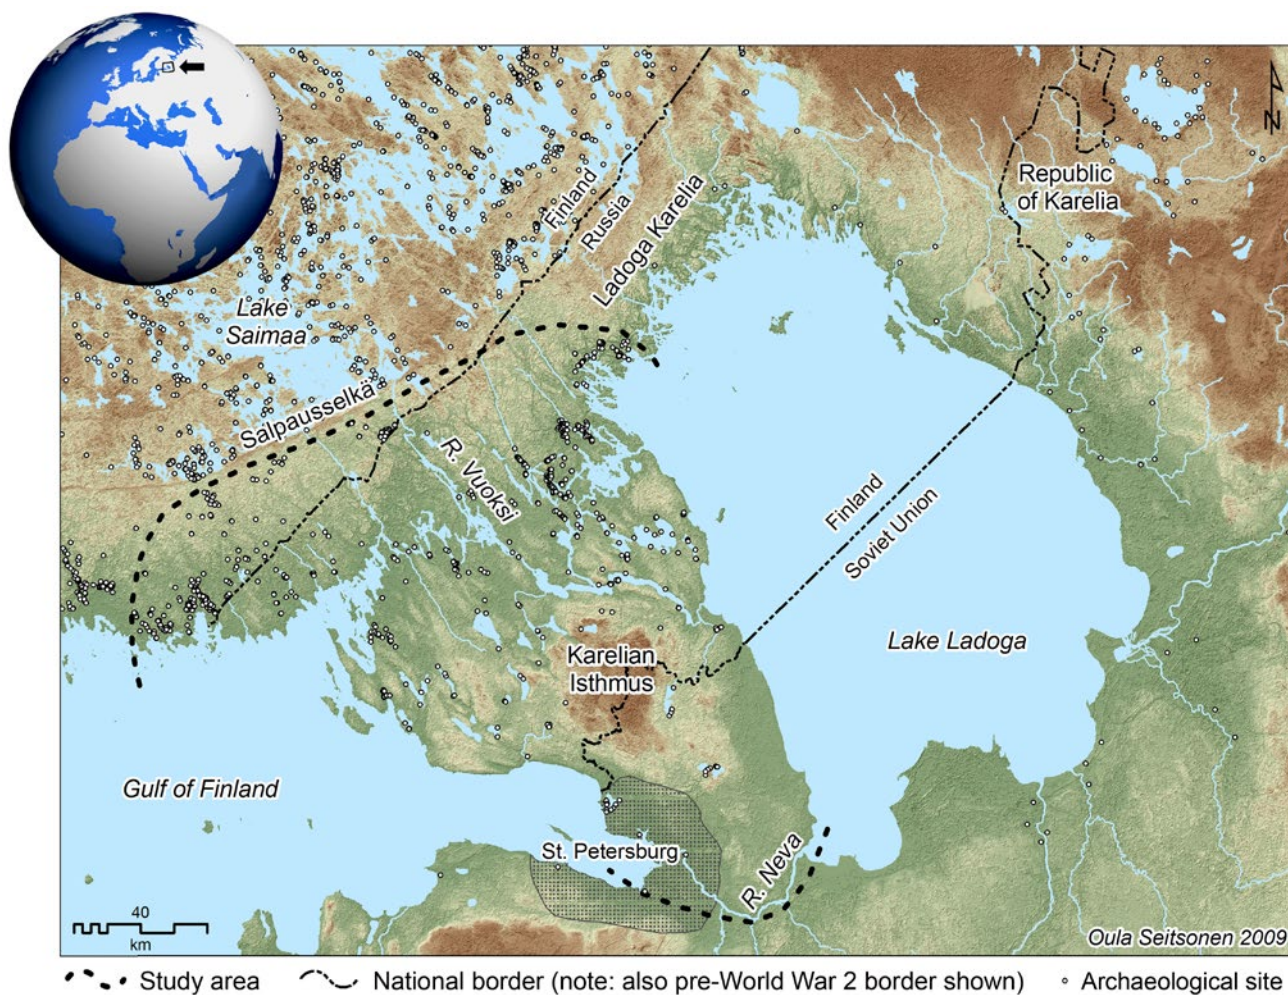 N
Republic
of Karelia
Finland
Russia
Ladoga Karelia
Lake
Saimaa
Salpausselkä
R. Vuoksi
Finland
Soviet Union
Lake Ladoga
Karelian
Isthmus
Gulf of Finland
St. Petersburg
R. Neva
40
km
Oula Seitsonen 2009
Study area
National border (note: also pre-World War 2 border shown)
Archaeological site